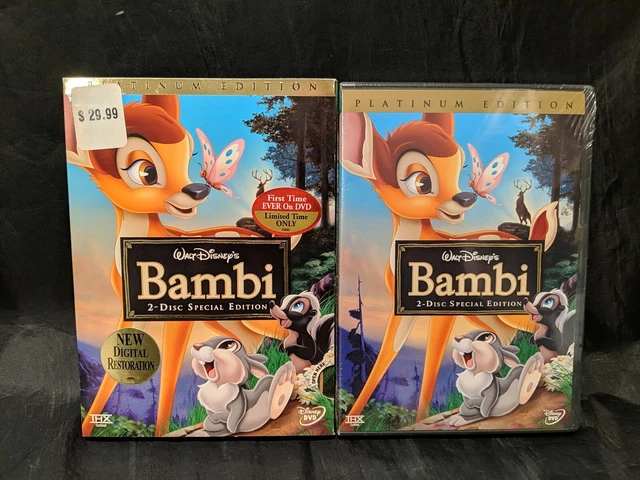 PLATINUM EDITION
$ 29.99
First Time
EVER On DVD
Limited Time
ONLY
Walt Disney's
Bambi
2-Disc Special Edition
NEW
Digital
Restoration
THX
Disney
DVD
PLATINUM EDITION
Walt Disney's
Bambi
2-Disc Special Edition
THX
Disney
DVD